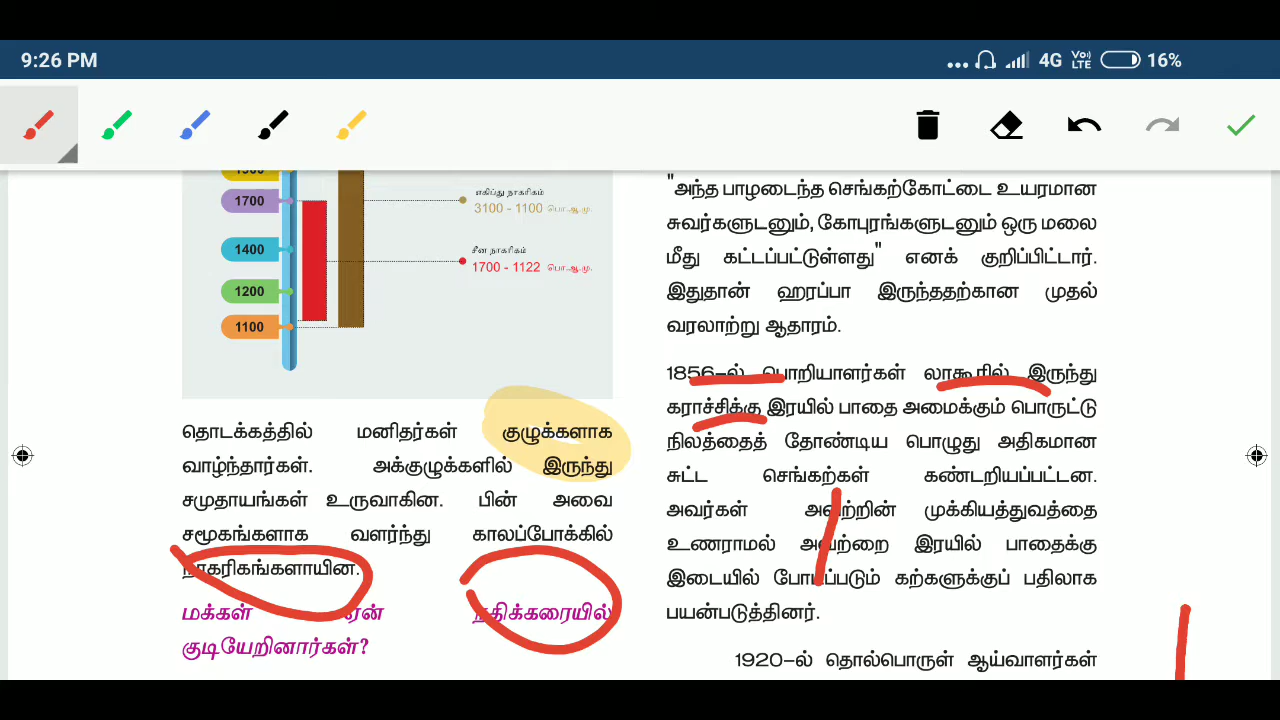 9:26 PM
4G
Vo)
LTE
16%
1700
1400
1200
1100
எகிப்து நாகரிகம்
3100 - 1100 பொ.ஆ.மு.
சீன நாகரிகம்
1700 - 1122 பொ.ஆ.மு.
தொடக்கத்தில் மனிதர்கள் குழுக்களாக
வாழ்ந்தார்கள். அக்குழுக்களில் இருந்து
சமுதாயங்கள் உருவாகின. பின் அவை
சமூகங்களாக வளர்ந்து காலப்போக்கில்
நாகரிகங்களாயின.
மக்கள் ஏன் நதிக்கரையில்
குடியேறினார்கள்?
"அந்த பாழடைந்த செங்கற்கோட்டை உயரமான
சுவர்களுடனும், கோபுரங்களுடனும் ஒரு மலை
மீது கட்டப்பட்டுள்ளது" எனக் குறிப்பிட்டார்.
இதுதான் ஹரப்பா இருந்ததற்கான முதல்
வரலாற்று ஆதாரம்.
1856-ல் பொறியாளர்கள் லாகூரில் இருந்து
கராச்சிக்கு இரயில் பாதை அமைக்கும் பொருட்டு
நிலத்தைத் தோண்டிய பொழுது அதிகமான
சுட்ட செங்கற்கள் கண்டறியப்பட்டன.
அவர்கள் அவற்றின் முக்கியத்துவத்தை
உணராமல் அவற்றை இரயில் பாதைக்கு
இடையில் போடப்படும் கற்களுக்குப் பதிலாக
பயன்படுத்தினர்.
1920-ல் தொல்பொருள் ஆய்வாளர்கள்